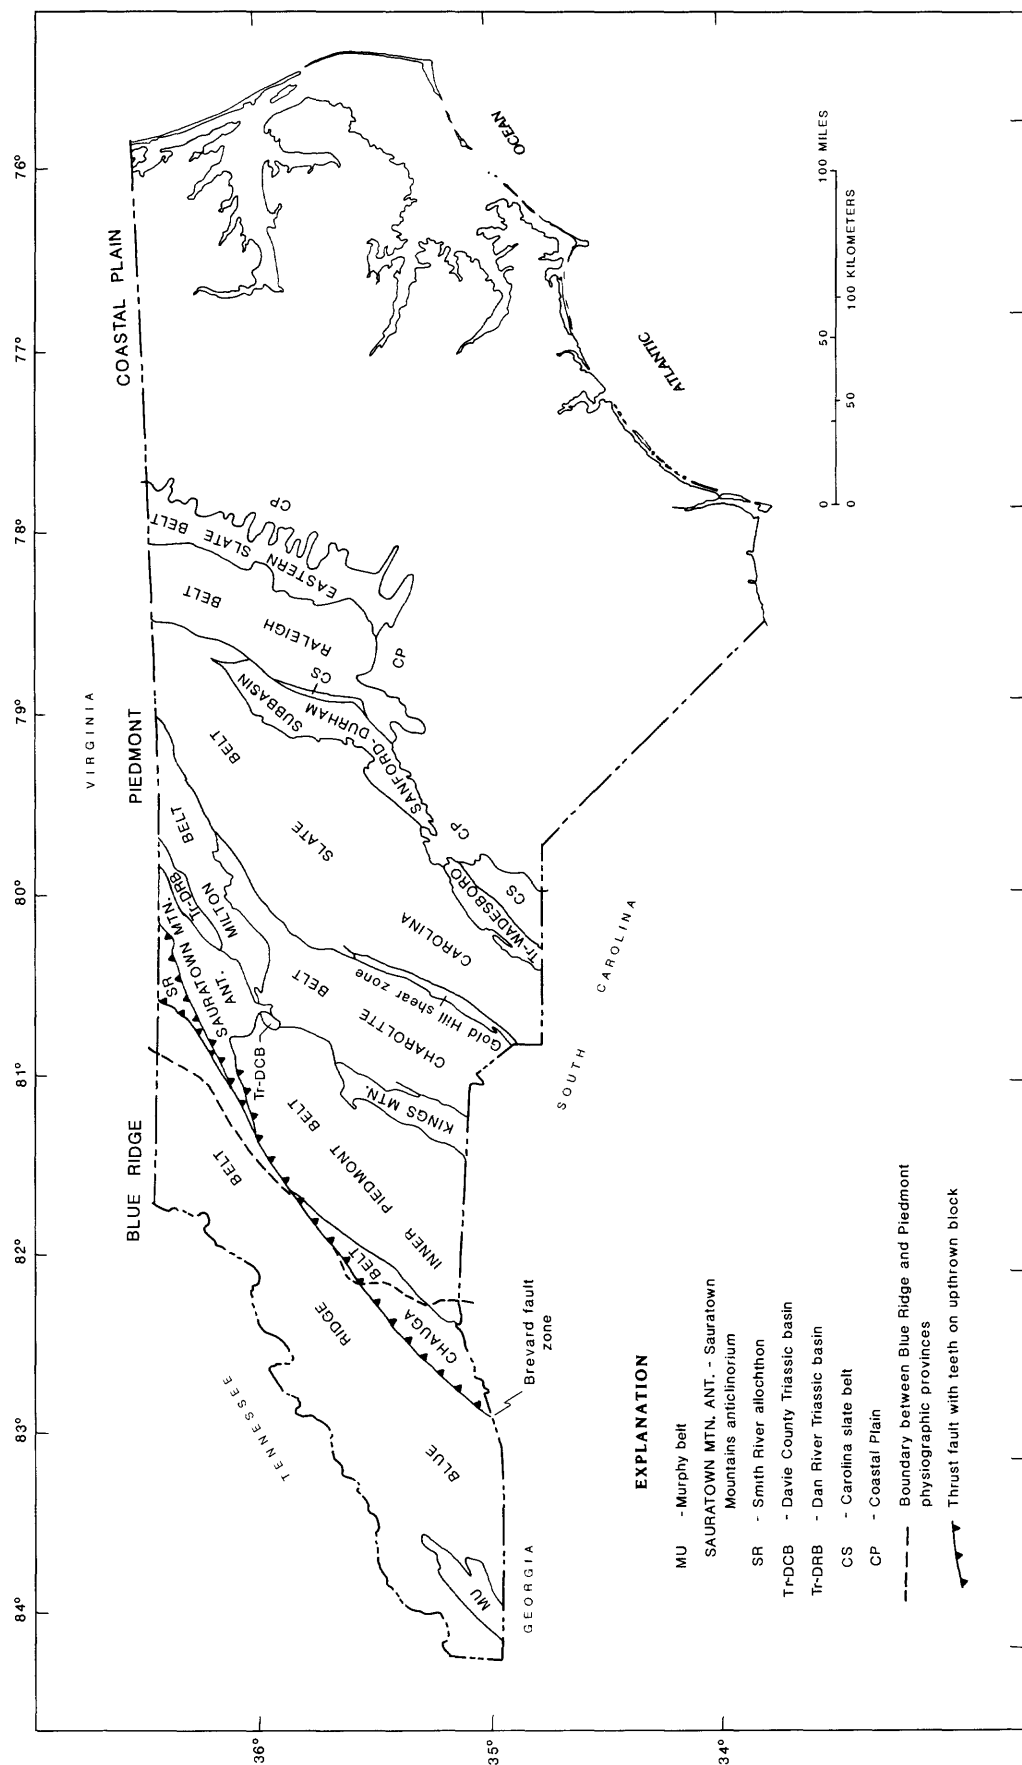 84°
83°
82°
81°
80°
79°
78°
77°
76°
36°
35°
34°
BLUE RIDGE
PIEDMONT
COASTAL PLAIN
VIRGINIA
TENNESSEE
GEORGIA
SOUTH CAROLINA
ATLANTIC OCEAN
MU
BLUE RIDGE BELT
CHAUGA BELT
Brevard fault
zone
INNER PIEDMONT BELT
SR
SAURATOWN MTN.
ANT.
Tr-DRB
Tr-DCB
MILTON BELT
KINGS MTN.
CHAROLTTE BELT
Gold Hill shear zone
CAROLINA SLATE BELT
Tr-WADESBORO
CS
CP
SANFORD-DURHAM
SUBBASIN
CS
RALEIGH BELT
CP
EASTERN SLATE BELT
CP
EXPLANATION
MU - Murphy belt
SAURATOWN MTN. ANT. - Sauratown
Mountains anticlinorium
SR - Smith River allochthon
Tr-DCB - Davie County Triassic basin
Tr-DRB - Dan River Triassic basin
CS - Carolina slate belt
CP - Coastal Plain
Boundary between Blue Ridge and Piedmont
physiographic provinces
Thrust fault with teeth on upthrown block
0 50 100 MILES
0 50 100 KILOMETERS